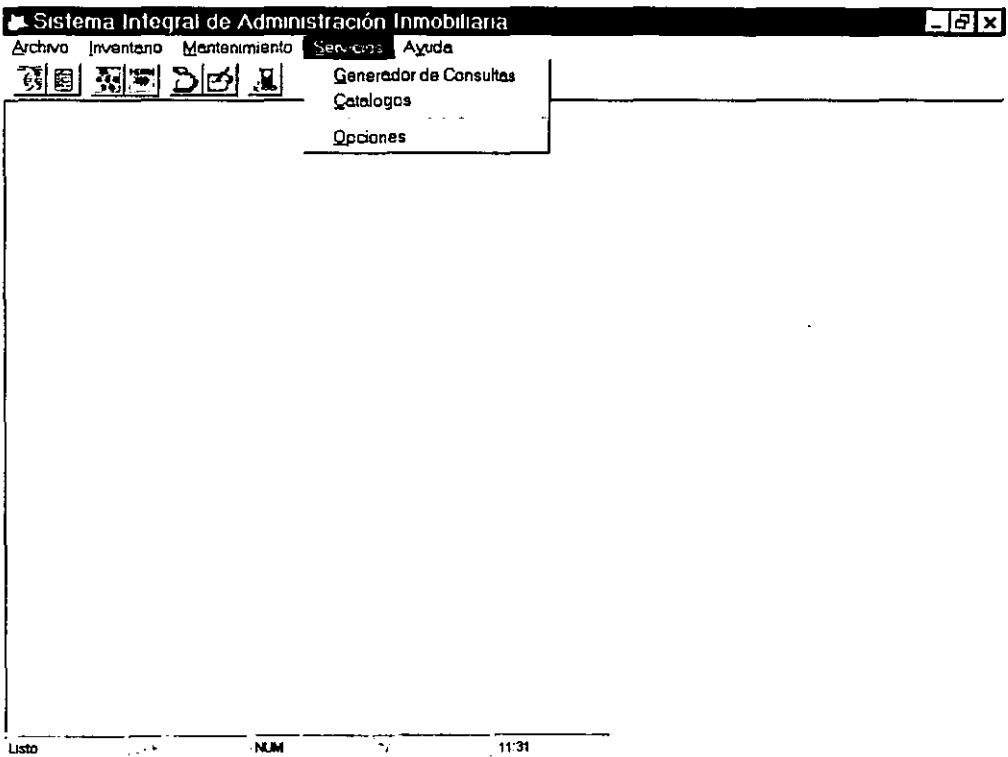 Sistema Integral de Administración Inmobiliaria
Archivo Inventario Mantenimiento Servicios Ayuda
Generador de Consultas
Catalogos
Opciones
Listo NUM 11:31